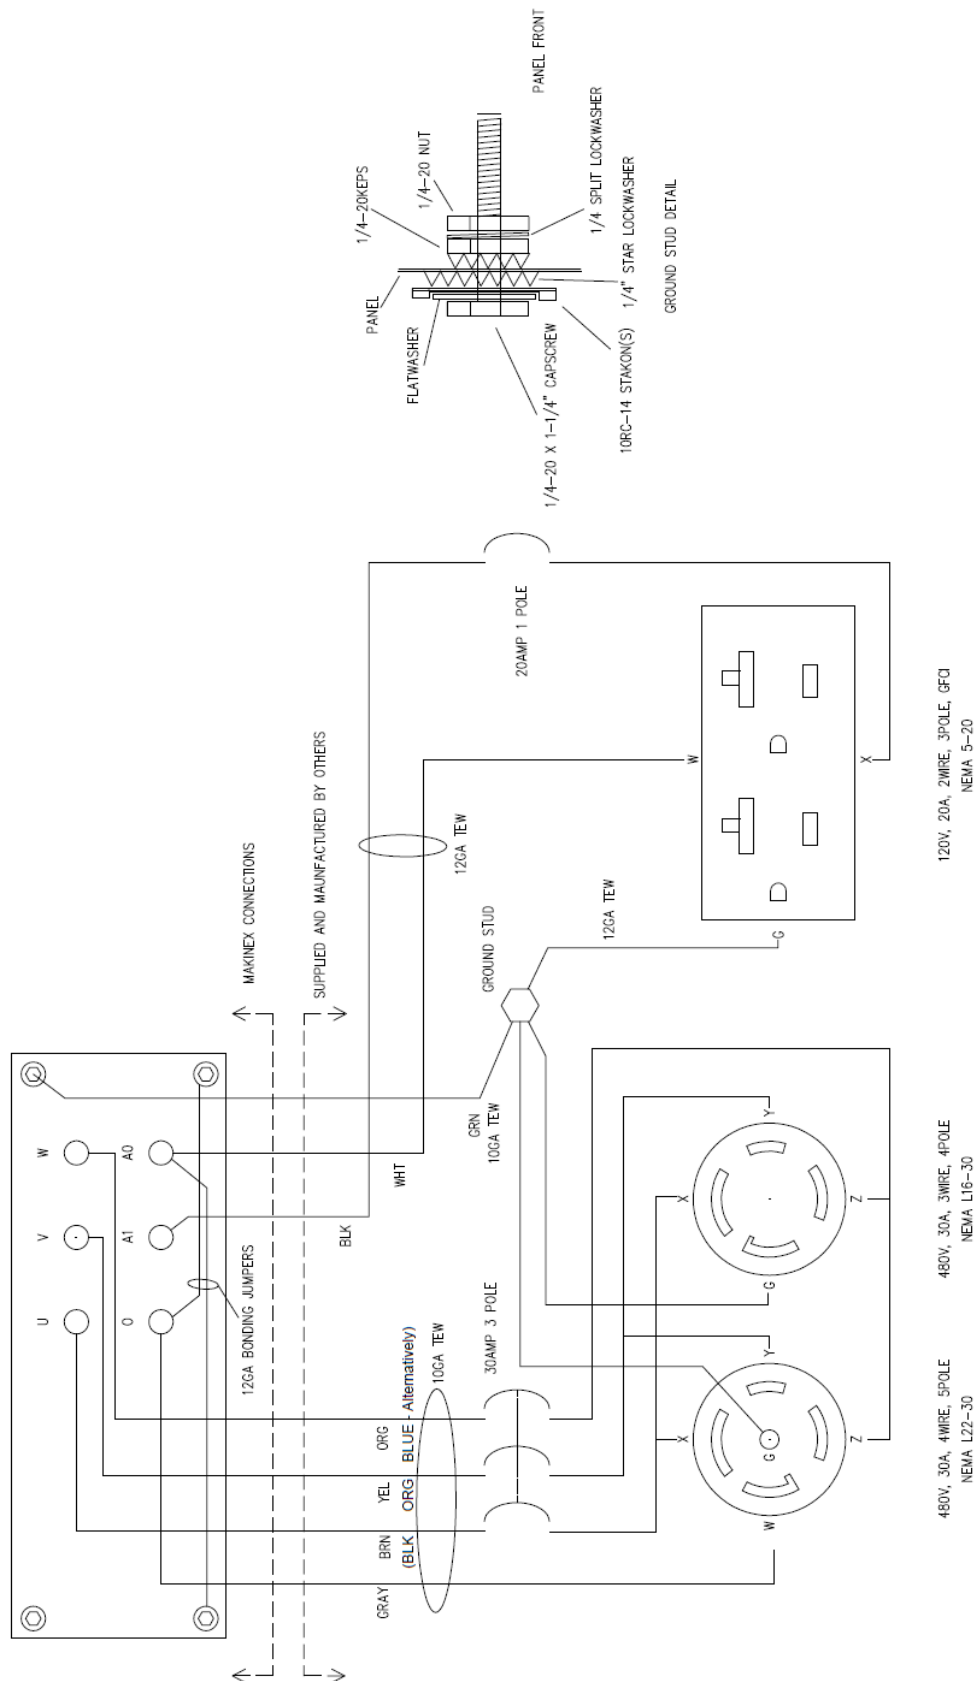 U
V
W
O
A1
A0
12GA BONDING JUMPERS
MAKINEX CONNECTIONS
SUPPLIED AND MAUNFACTURED BY OTHERS
GRAY
BRN
YEL
ORG
(BLK
ORG
BLUE - Alternatively)
10GA TEW
BLK
WHT
GRN
10GA TEW
12GA TEW
30AMP 3 POLE
GROUND STUD
12GA TEW
20AMP 1 POLE
W
X
Y
Z
G
G
X
Y
Z
G
W
X
480V, 30A, 4WIRE, 5POLE
NEMA L22-30
480V, 30A, 3WIRE, 4POLE
NEMA L16-30
120V, 20A, 2WIRE, 3POLE, GFCI
NEMA 5-20
PANEL
1/4-20KEPS
1/4-20 NUT
PANEL FRONT
FLATWASHER
1/4 SPLIT LOCKWASHER
1/4" STAR LOCKWASHER
GROUND STUD DETAIL
1/4-20 X 1-1/4" CAPSCREW
10RC-14 STAKON(S)